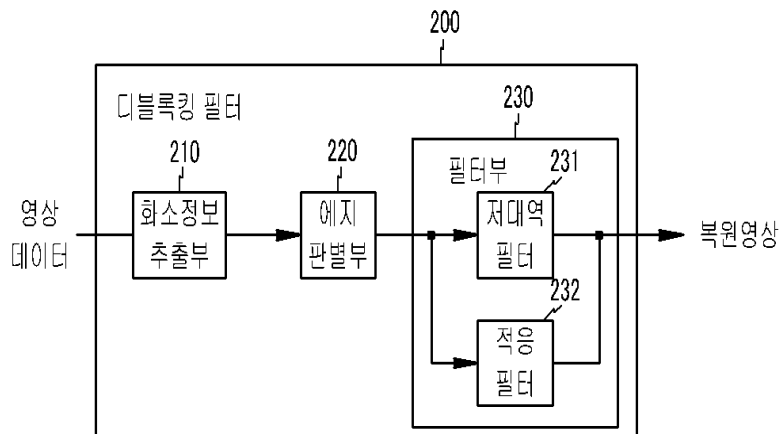 200
디블록킹 필터
230
210
220
필터부
231
영상
데이터
화소정보
추출부
에지
판별부
저대역
필터
복원영상
232
적응
필터